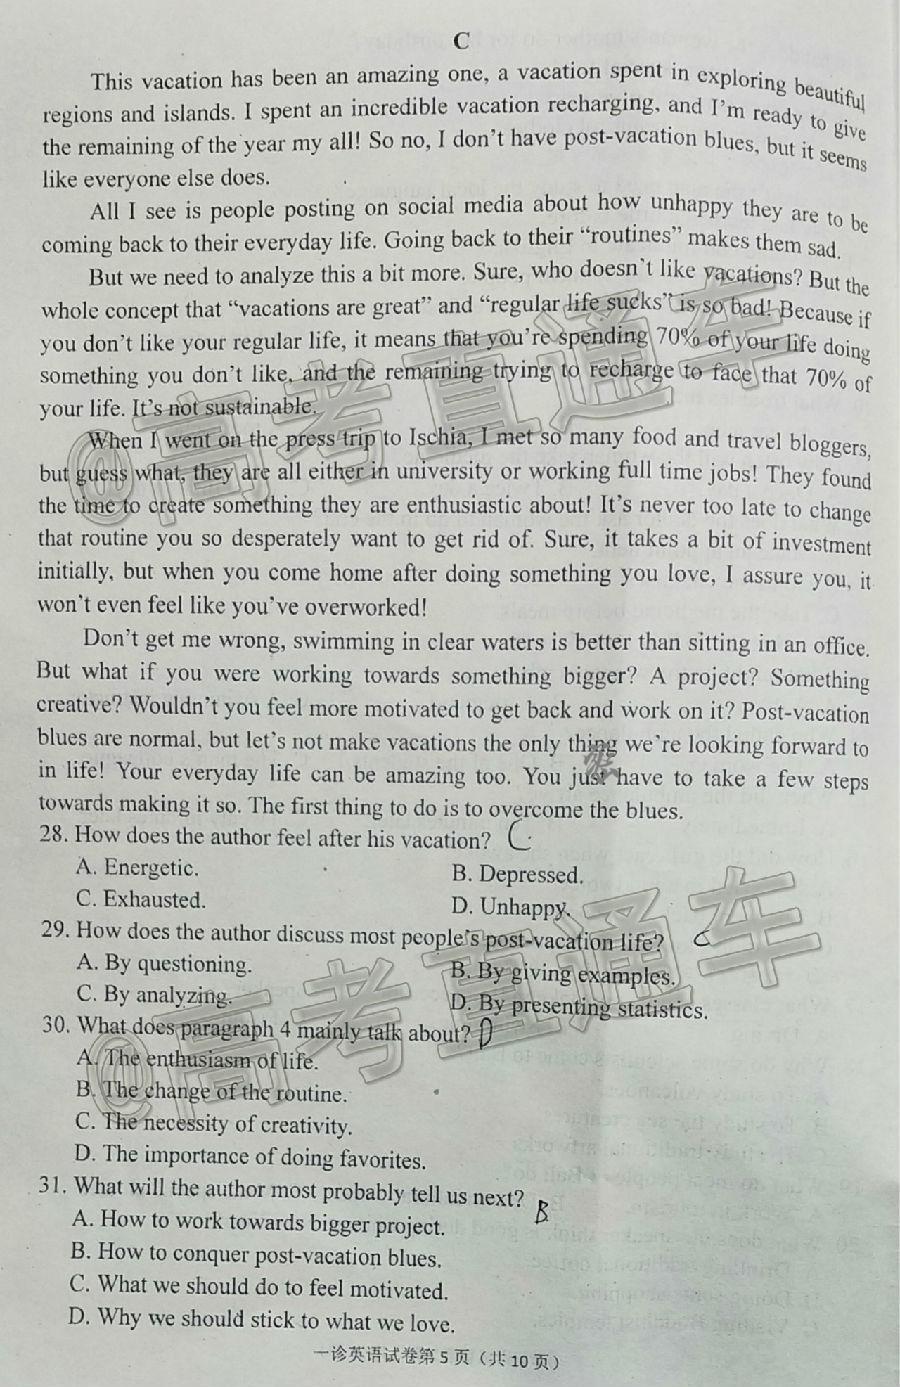 C
This vacation has been an amazing one, a vacation spent in exploring beautiful
regions and islands. I spent an incredible vacation recharging, and I'm ready to give
the remaining of the year my all! So no, I don't have post-vacation blues, but it seems
like everyone else does.
All I see is people posting on social media about how unhappy they are to be
coming back to their everyday life. Going back to their “routines” makes them sad.
But we need to analyze this a bit more. Sure, who doesn't like vacations? But the
whole concept that “vacations are great” and “regular life sucks” is so bad! Because if
you don't like your regular life, it means that you're spending 70% of your life doing
something you don't like, and the remaining trying to recharge to face that 70% of
your life. It's not sustainable.
When I went on the press trip to Ischia, I met so many food and travel bloggers,
but guess what, they are all either in university or working full time jobs! They found
the time to create something they are enthusiastic about! It's never too late to change
that routine you so desperately want to get rid of. Sure, it takes a bit of investment
initially, but when you come home after doing something you love, I assure you, it
won't even feel like you've overworked!
Don't get me wrong, swimming in clear waters is better than sitting in an office.
But what if you were working towards something bigger? A project? Something
creative? Wouldn't you feel more motivated to get back and work on it? Post-vacation
blues are normal, but let's not make vacations the only thing we're looking forward to
in life! Your everyday life can be amazing too. You just have to take a few steps
towards making it so. The first thing to do is to overcome the blues.
28. How does the author feel after his vacation? C
A. Energetic. B. Depressed.
C. Exhausted. D. Unhappy.
29. How does the author discuss most people's post-vacation life? C
A. By questioning. B. By giving examples.
C. By analyzing. D. By presenting statistics.
30. What does paragraph 4 mainly talk about? D
A. The enthusiasm of life.
B. The change of the routine.
C. The necessity of creativity.
D. The importance of doing favorites.
31. What will the author most probably tell us next? B
A. How to work towards bigger project.
B. How to conquer post-vacation blues.
C. What we should do to feel motivated.
D. Why we should stick to what we love.
一诊英语试卷第 5 页（共 10 页）
@高考直通车
@高考直通车